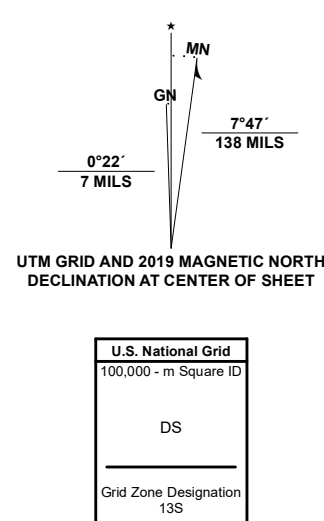 ★
MN
GN
7°47´
138 MILS
0°22´
7 MILS
UTM GRID AND 2019 MAGNETIC NORTH
DECLINATION AT CENTER OF SHEET
U.S. National Grid
100,000 - m Square ID
DS
Grid Zone Designation
13S